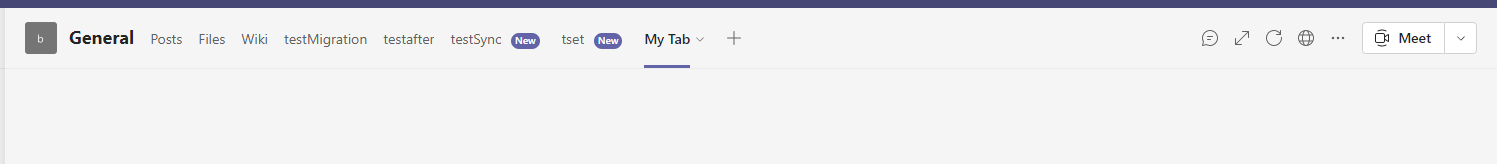 b General Posts Files Wiki testMigration testafter testSync New tset New My Tab Meet